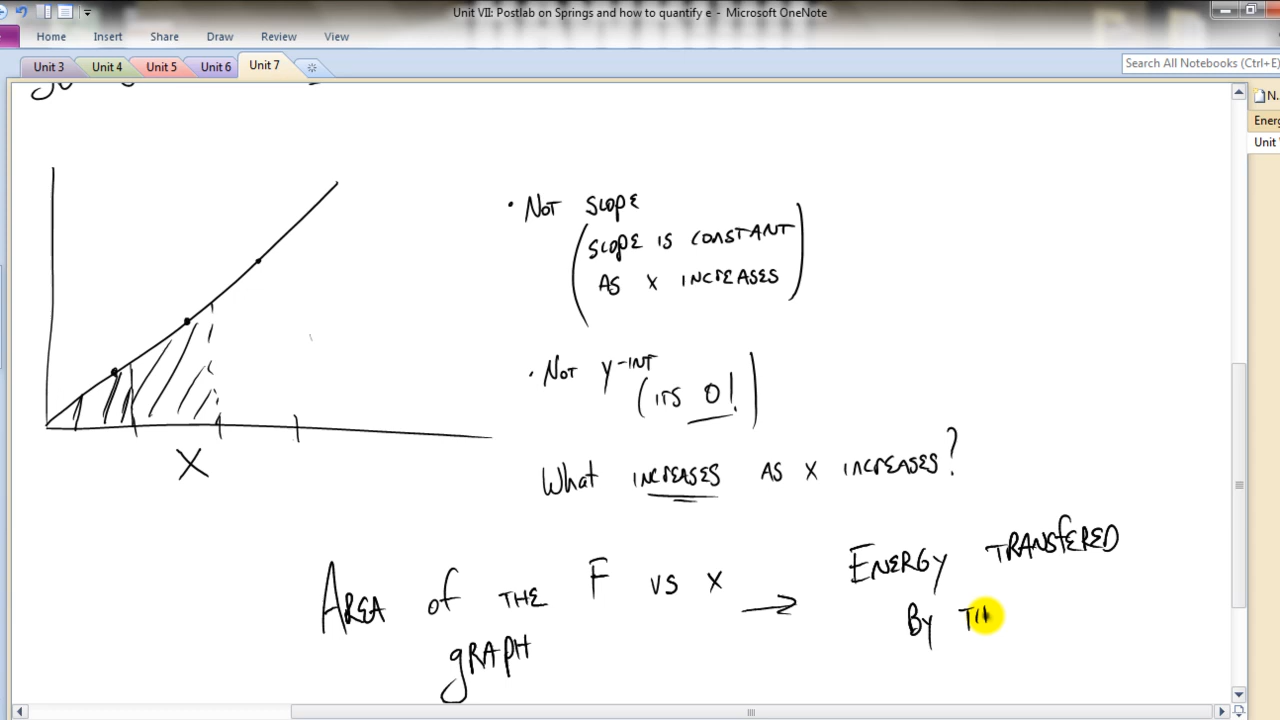 Unit VII: Postlab on Springs and how to quantify e - Microsoft OneNote
Home Insert Share Draw Review View
Unit 3 Unit 4 Unit 5 Unit 6 Unit 7
Search All Notebooks (Ctrl+E)
N..
Energ
Unit
• NOT SLOPE
(SLOPE IS CONSTANT
AS X INCREASES)
• NOT Y-INT
(ITS 0!)
X
What INCREASES AS X INCREASES?
AREA of THE F vs X → ENERGY TRANSFERED
GRAPH
By